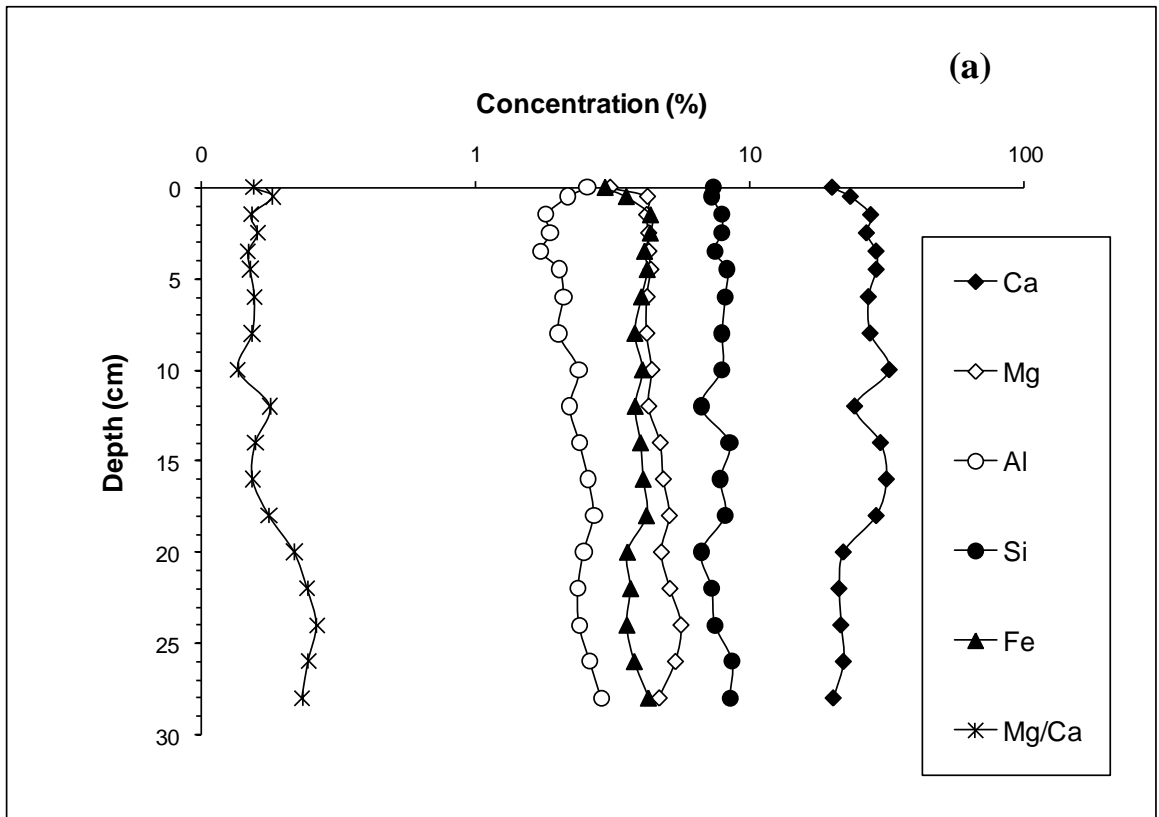 (a)
Concentration (%)
0 1 10 100
0
5
10
15
20
25
30
Depth (cm)
Ca
Mg
Al
Si
Fe
Mg/Ca